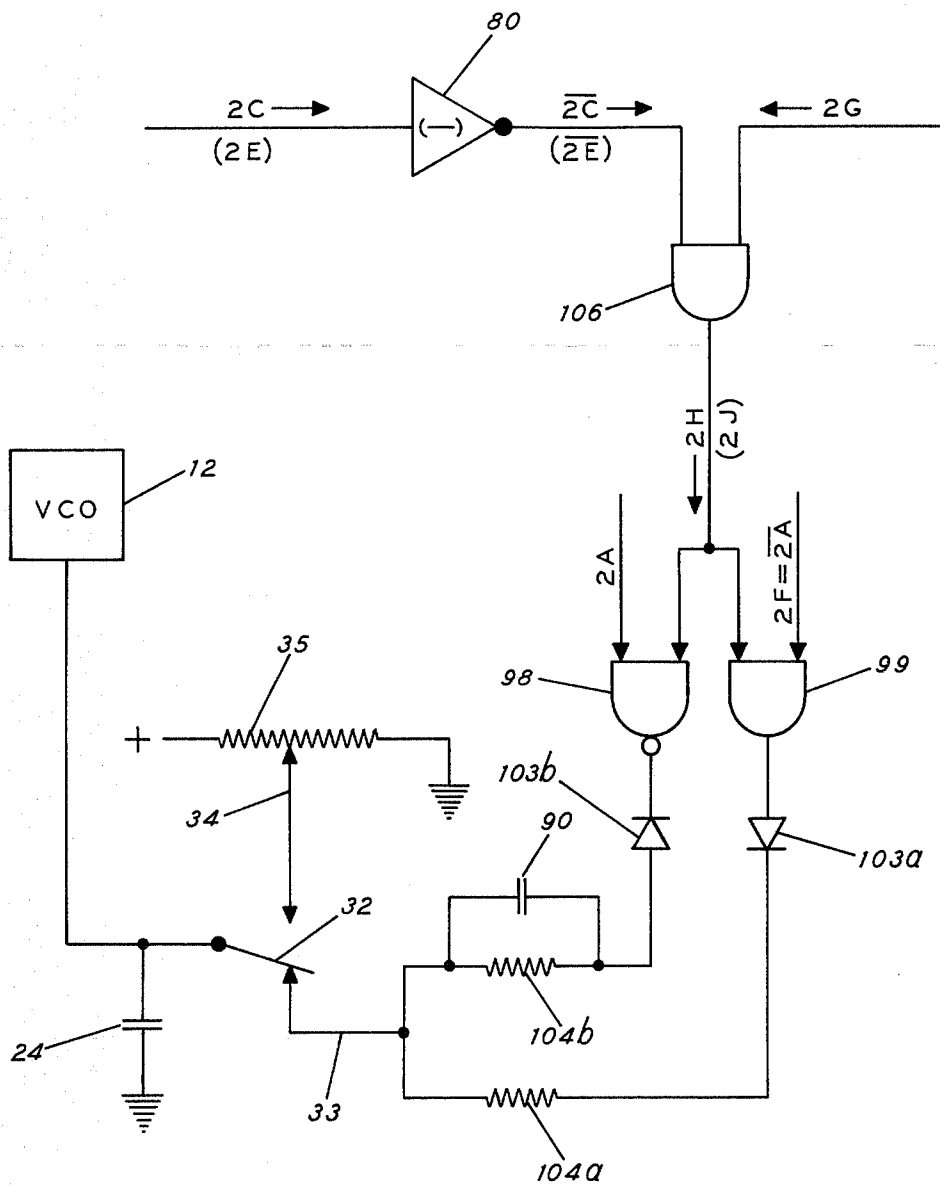 80
2C
(2E)
(—)
2C̅
(2E̅)
2G
106
2H
(2J)
12
VCO
2A
2F=2̅A̅
35
+
98
99
34
103b
90
103a
32
24
104b
33
104a